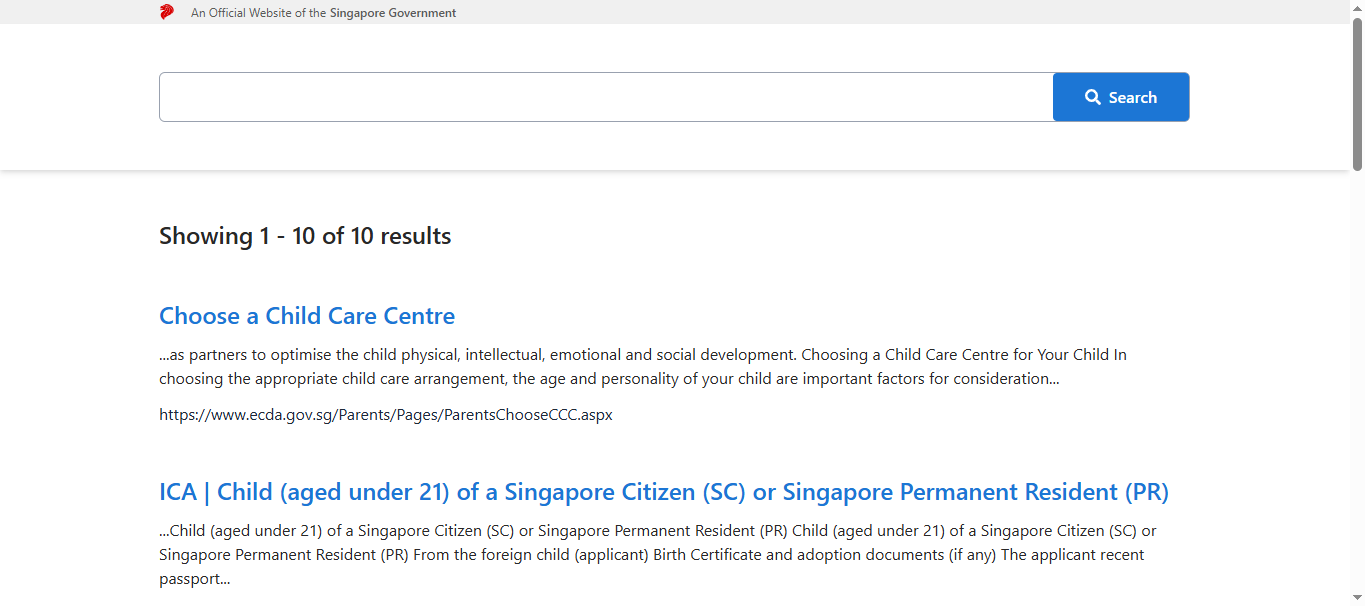 An Official Website of the Singapore Government
Search
Showing 1 - 10 of 10 results
Choose a Child Care Centre
...as partners to optimise the child physical, intellectual, emotional and social development. Choosing a Child Care Centre for Your Child In
choosing the appropriate child care arrangement, the age and personality of your child are important factors for consideration...
https://www.ecda.gov.sg/Parents/Pages/ParentsChooseCCC.aspx
ICA | Child (aged under 21) of a Singapore Citizen (SC) or Singapore Permanent Resident (PR)
...Child (aged under 21) of a Singapore Citizen (SC) or Singapore Permanent Resident (PR) Child (aged under 21) of a Singapore Citizen (SC) or
Singapore Permanent Resident (PR) From the foreign child (applicant) Birth Certificate and adoption documents (if any) The applicant recent
passport...